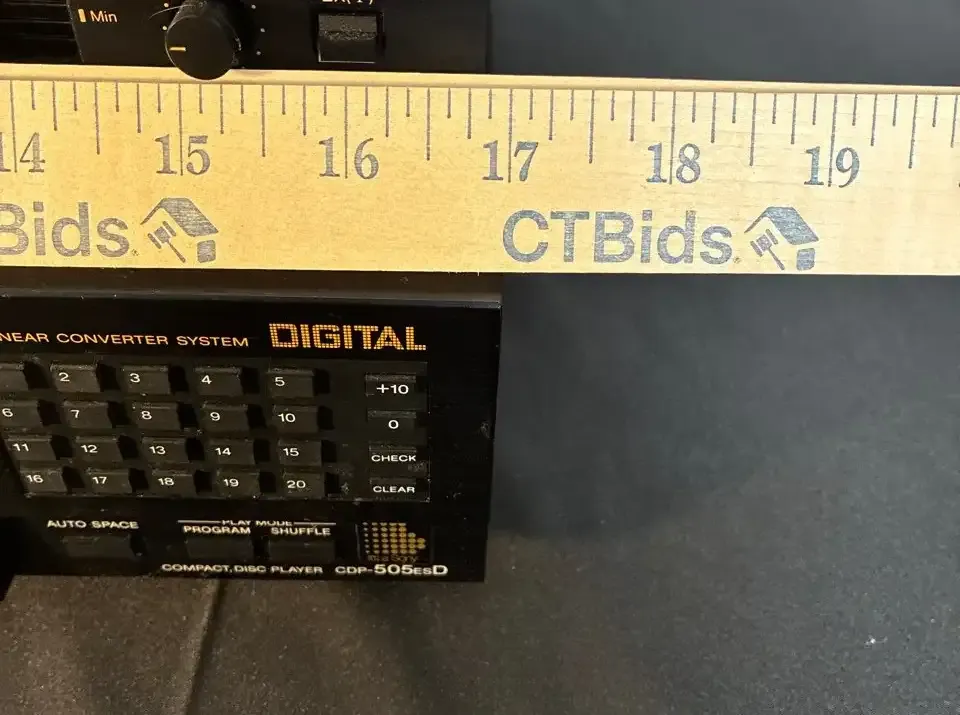 Min
14 15 16 17 18 19
Bids CTBids
NEAR CONVERTER SYSTEM DIGITAL
2 3 4 5 +10
6 7 8 9 10 0
11 12 13 14 15 CHECK
16 17 18 19 20 CLEAR
AUTO SPACE PLAY MODE
PROGRAM SHUFFLE
COMPACT DISC PLAYER CDP-505ESD